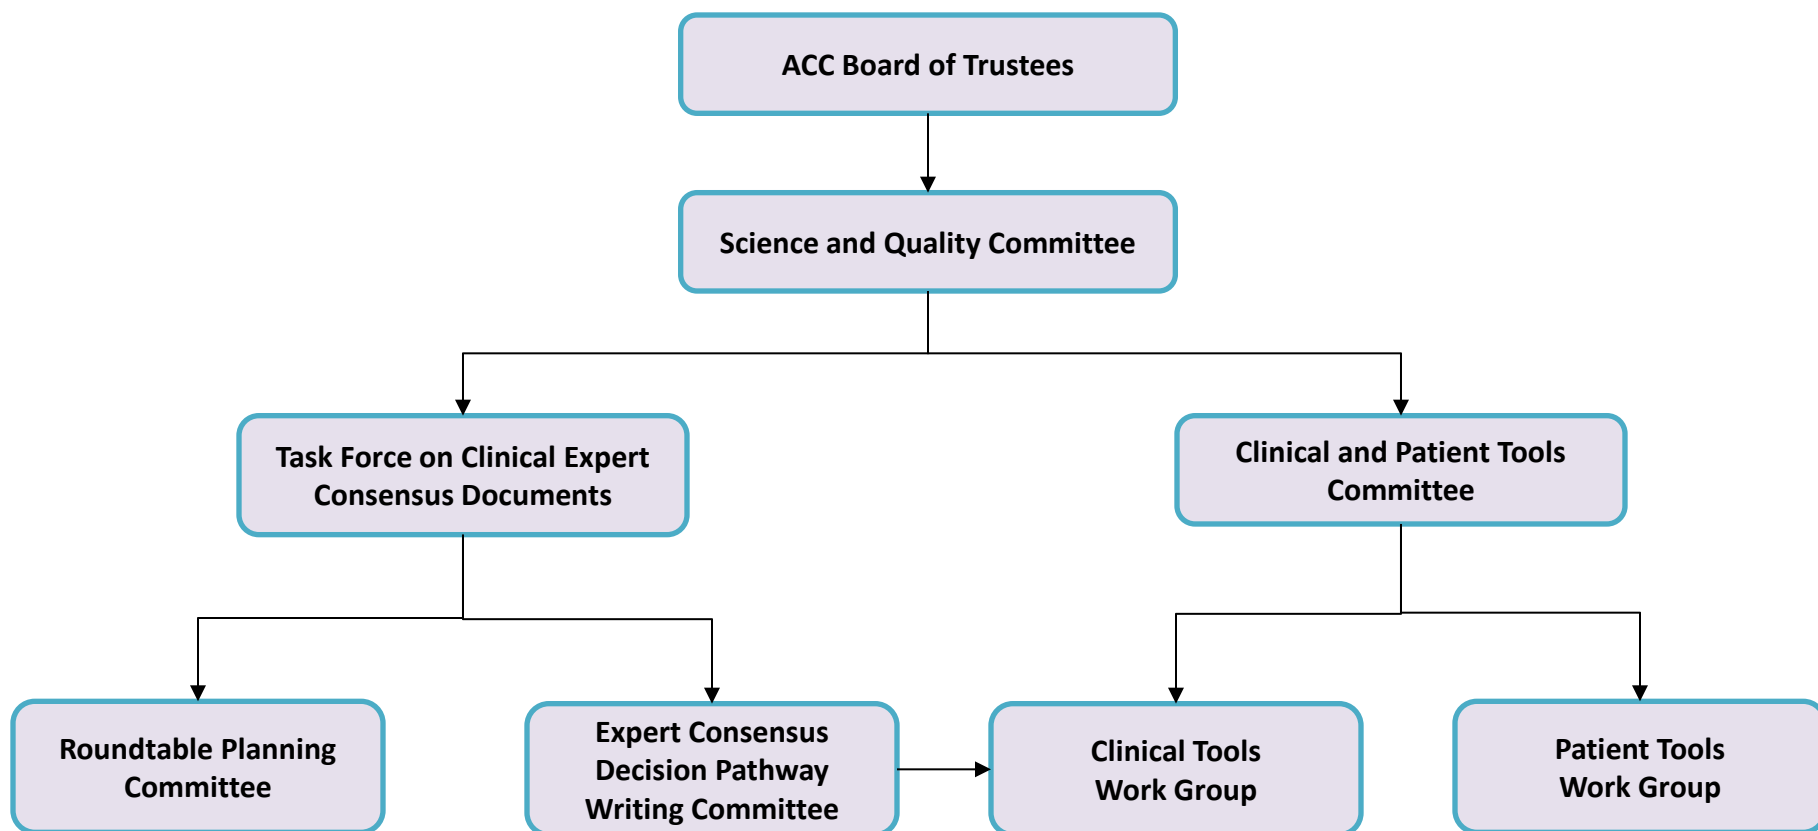 ACC Board of Trustees
Science and Quality Committee
Task Force on Clinical Expert
Consensus Documents
Clinical and Patient Tools
Committee
Roundtable Planning
Committee
Expert Consensus
Decision Pathway
Writing Committee
Clinical Tools
Work Group
Patient Tools
Work Group